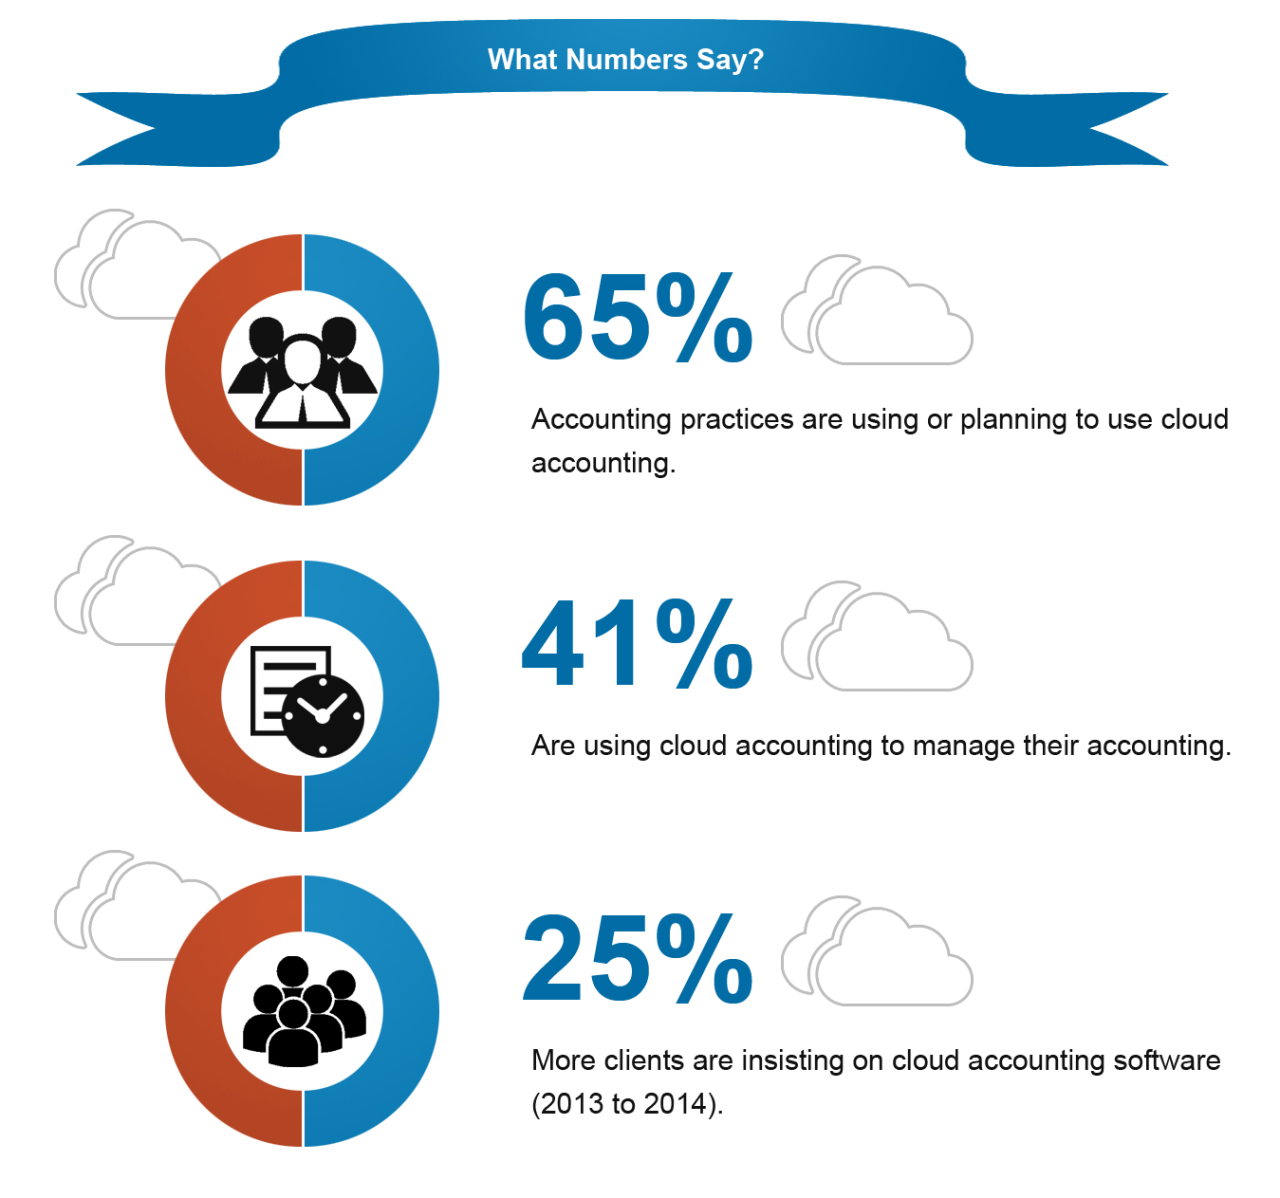 What Numbers Say?
65%
Accounting practices are using or planning to use cloud
accounting.
41%
Are using cloud accounting to manage their accounting.
25%
More clients are insisting on cloud accounting software
(2013 to 2014).